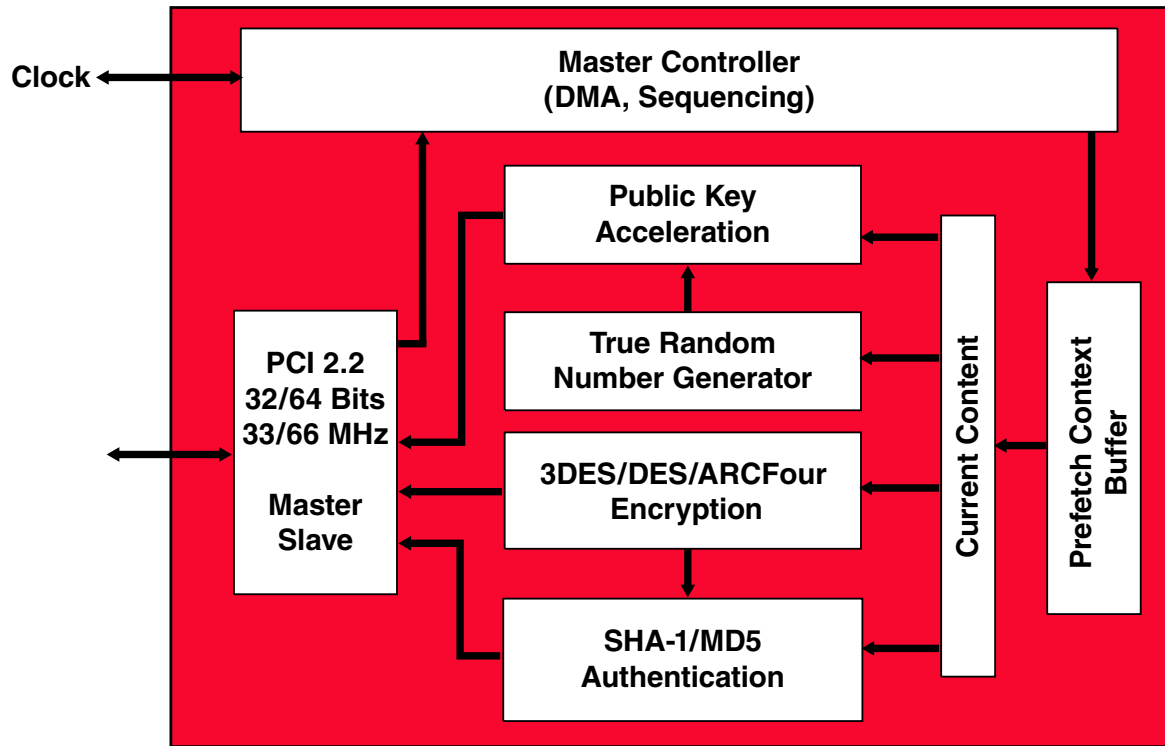 Clock
Master Controller
(DMA, Sequencing)
Public Key
Acceleration
True Random
Number Generator
PCI 2.2
32/64 Bits
33/66 MHz
Master
Slave
3DES/DES/ARCFour
Encryption
SHA-1/MD5
Authentication
Current Content
Prefetch Context
Buffer